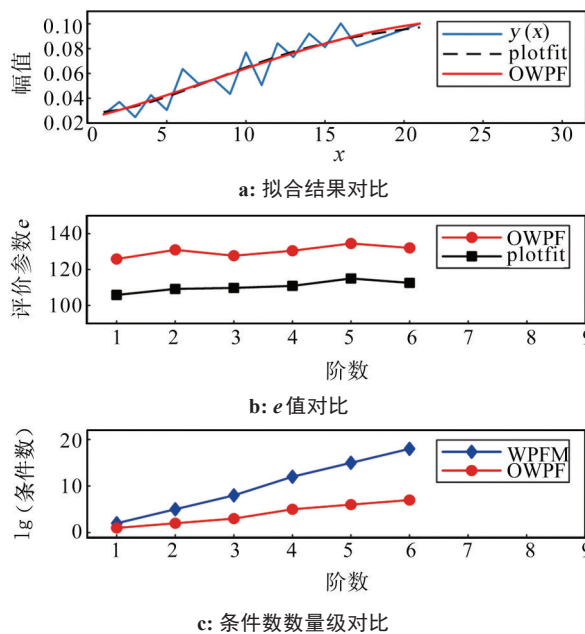 0.10
0.08
0.06
0.04
0.02
幅值
y(x)
plotfit
OWPF
1 5 10 15 20 25 30
x
a: 拟合结果对比
140
120
100
评价参数e
OWPF
plotfit
1 2 3 4 5 6 7 8 9
阶数
b: e值对比
20
10
0
lg(条件数)
WPFM
OWPF
1 2 3 4 5 6 7 8 9
阶数
c: 条件数数量级对比